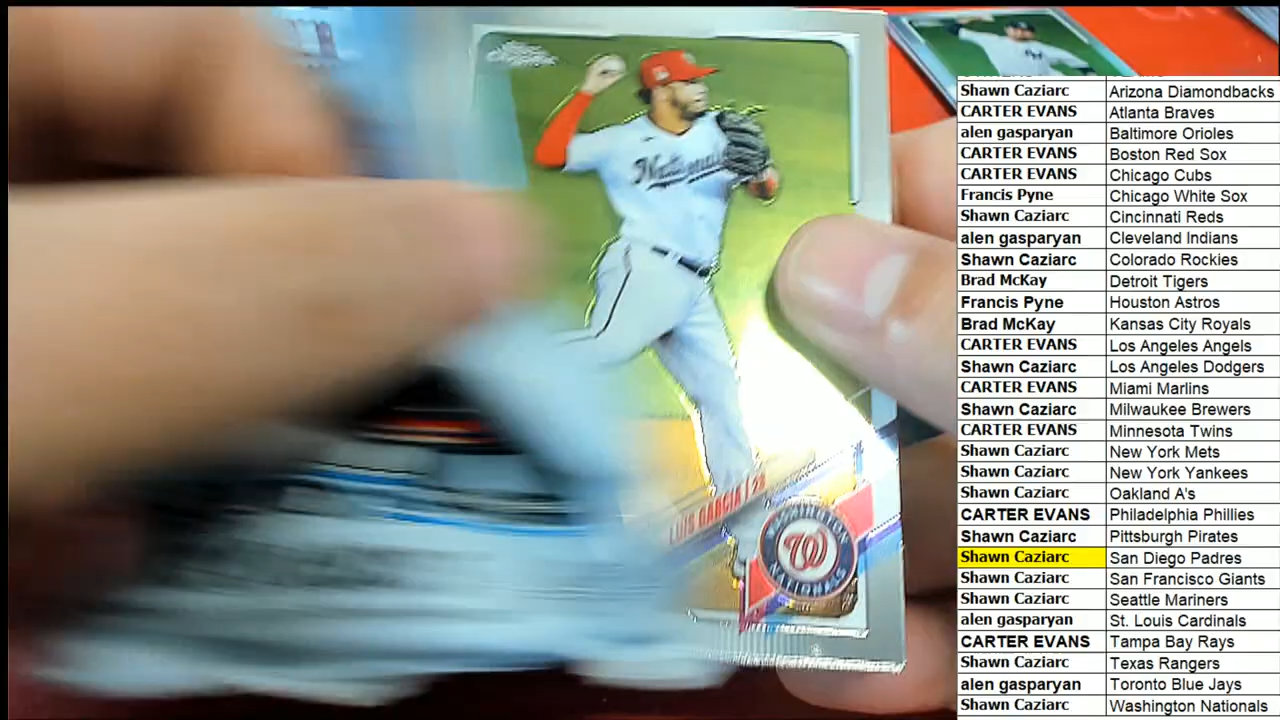 Chrome
Nationals
LUIS GARCIA | 2B
WASHINGTON
W
NATIONALS
Shawn Caziarc Arizona Diamondbacks
CARTER EVANS Atlanta Braves
alen gasparyan Baltimore Orioles
CARTER EVANS Boston Red Sox
CARTER EVANS Chicago Cubs
Francis Pyne Chicago White Sox
Shawn Caziarc Cincinnati Reds
alen gasparyan Cleveland Indians
Shawn Caziarc Colorado Rockies
Brad McKay Detroit Tigers
Francis Pyne Houston Astros
Brad McKay Kansas City Royals
CARTER EVANS Los Angeles Angels
Shawn Caziarc Los Angeles Dodgers
CARTER EVANS Miami Marlins
Shawn Caziarc Milwaukee Brewers
CARTER EVANS Minnesota Twins
Shawn Caziarc New York Mets
Shawn Caziarc New York Yankees
Shawn Caziarc Oakland A's
CARTER EVANS Philadelphia Phillies
Shawn Caziarc Pittsburgh Pirates
Shawn Caziarc San Diego Padres
Shawn Caziarc San Francisco Giants
Shawn Caziarc Seattle Mariners
alen gasparyan St. Louis Cardinals
CARTER EVANS Tampa Bay Rays
Shawn Caziarc Texas Rangers
alen gasparyan Toronto Blue Jays
Shawn Caziarc Washington Nationals